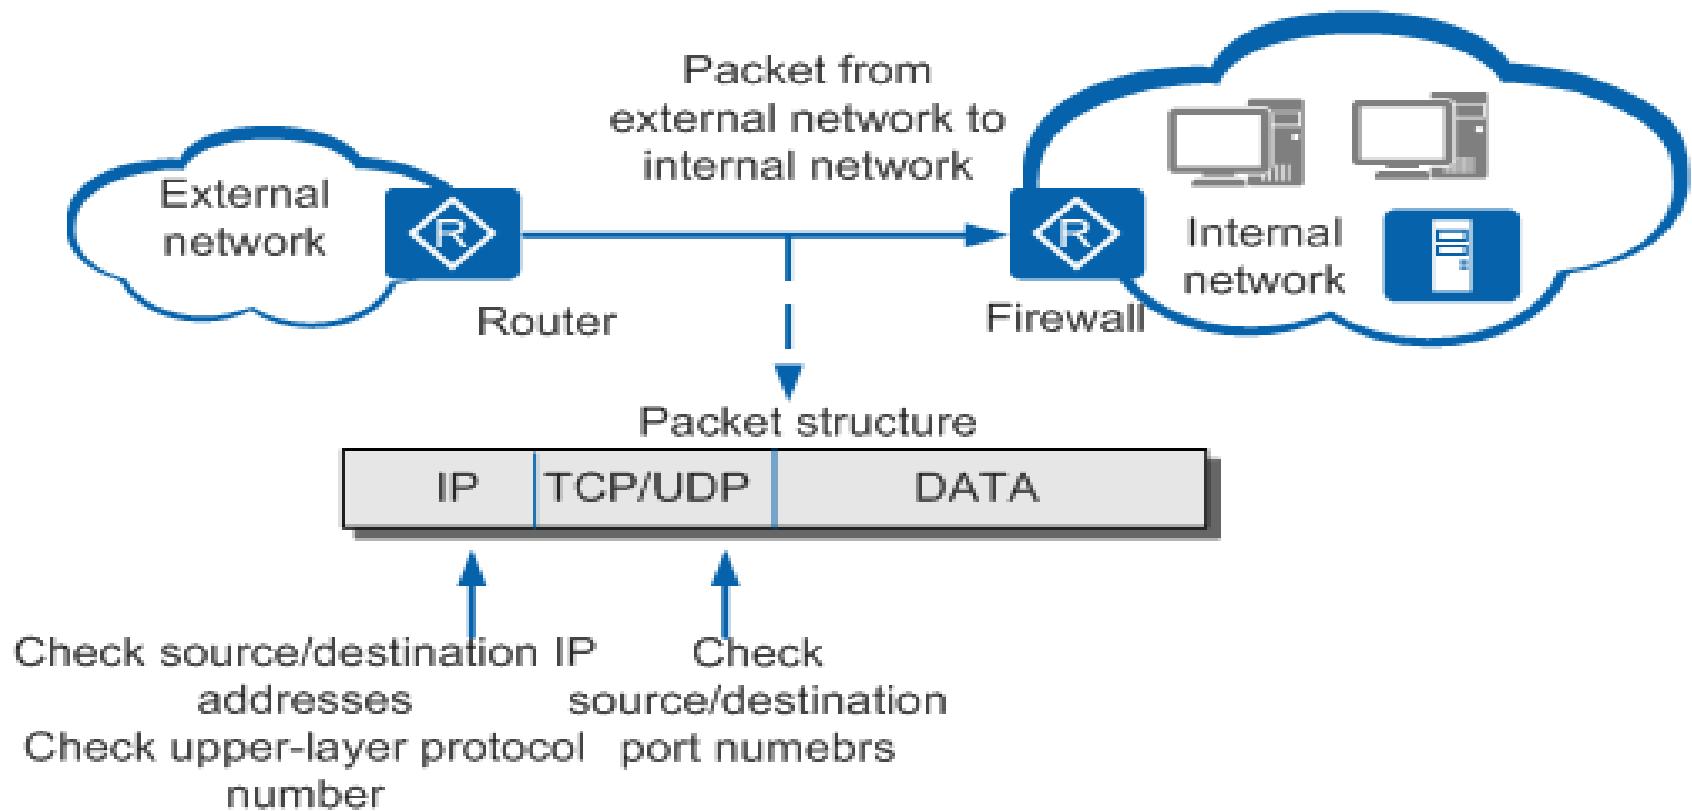 Packet from
external network to
internal network
External
network
R
R
Internal
network
Router
Firewall
Packet structure
IP
TCP/UDP
DATA
Check source/destination IP
addresses
Check upper-layer protocol
number
Check
source/destination
port numebrs